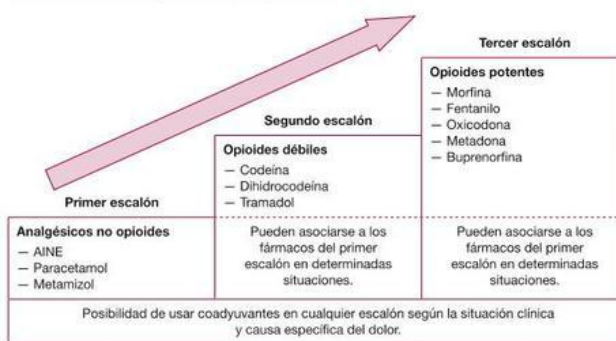 Tercer escalón
Opioides potentes
— Morfina
— Fentanilo
— Oxicodona
— Metadona
— Buprenorfina
Segundo escalón
Opioides débiles
— Codeína
— Dihidrocodeína
— Tramadol
Primer escalón
Analgésicos no opioides
— AINE
— Paracetamol
— Metamizol
Pueden asociarse a los
fármacos del primer
escalón en determinadas
situaciones.
Pueden asociarse a los
fármacos del primer
escalón en determinadas
situaciones.
Posibilidad de usar coadyuvantes en cualquier escalón según la situación clínica
y causa específica del dolor.